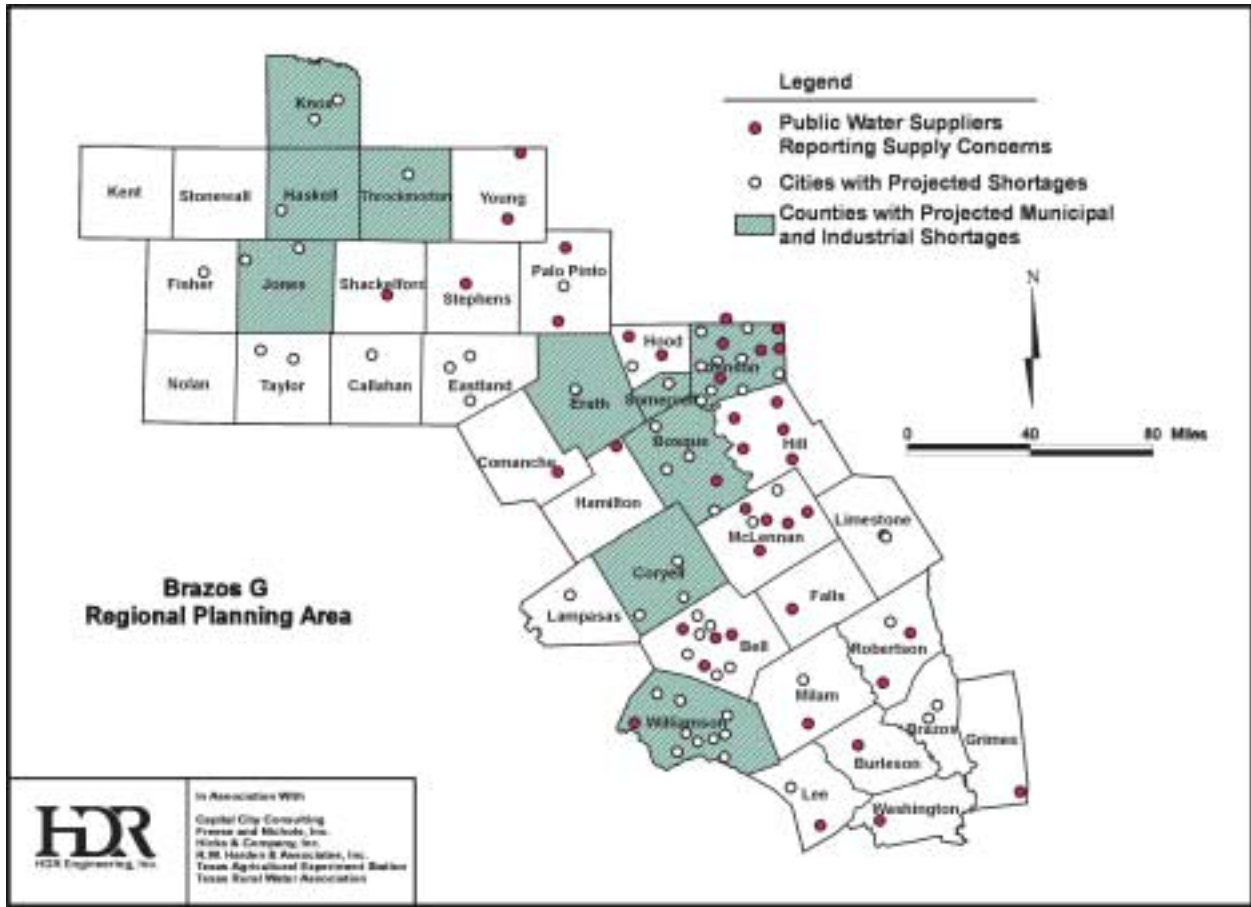 Legend
Public Water Suppliers
Reporting Supply Concerns
Cities with Projected Shortages
Counties with Projected Municipal
and Industrial Shortages
Knox
Kent
Stonewall
Haskell
Throckmorton
Young
Fisher
Jones
Shackelford
Stephens
Palo Pinto
N
Nolan
Taylor
Callahan
Eastland
Erath
Hood
Johnson
Somervell
0 40 80 Miles
Comanche
Bosque
Hill
Hamilton
McLennan
Limestone
Coryell
Brazos G
Regional Planning Area
Lampasas
Falls
Bell
Robertson
Milam
Williamson
Brazos
Grimes
Burleson
Lee
Washington
HDR
HDR Engineering, Inc.
In Association With
Capital City Consulting
Freese and Nichols, Inc.
Hicks & Company, Inc.
R.W. Harden & Associates, Inc.
Texas Agricultural Experiment Station
Texas Rural Water Association